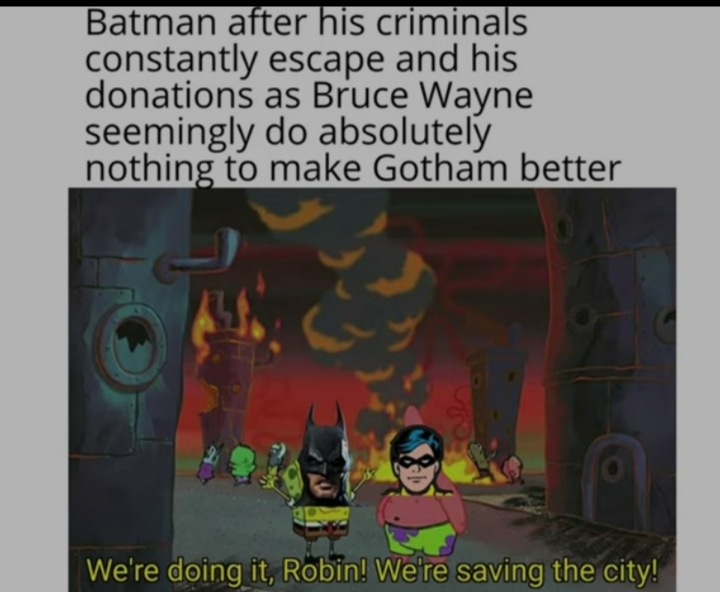 Batman after his criminals
constantly escape and his
donations as Bruce Wayne
seemingly do absolutely
nothing to make Gotham better
We're doing it, Robin! We're saving the city!